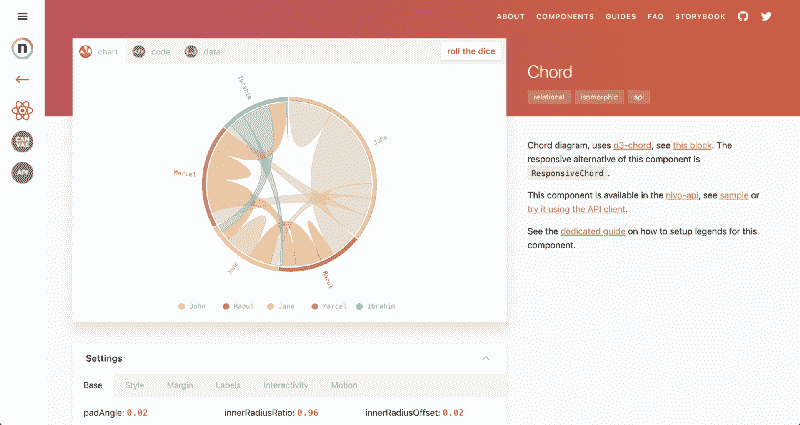 ABOUT COMPONENTS GUIDES FAQ STORYBOOK
n
chart code data roll the dice
Chord
relational isomorphic api
CAN
VAS
API
Ibrahim
John
Marcel
Jane
Raoul
John Raoul Jane Marcel Ibrahim
Chord diagram, uses d3-chord, see this block. The
responsive alternative of this component is
ResponsiveChord.
This component is available in the nivo-api, see sample or
try it using the API client.
See the dedicated guide on how to setup legends for this
component.
Settings
Base Style Margin Labels Interactivity Motion
padAngle: 0.02 innerRadiusRatio: 0.96 innerRadiusOffset: 0.02